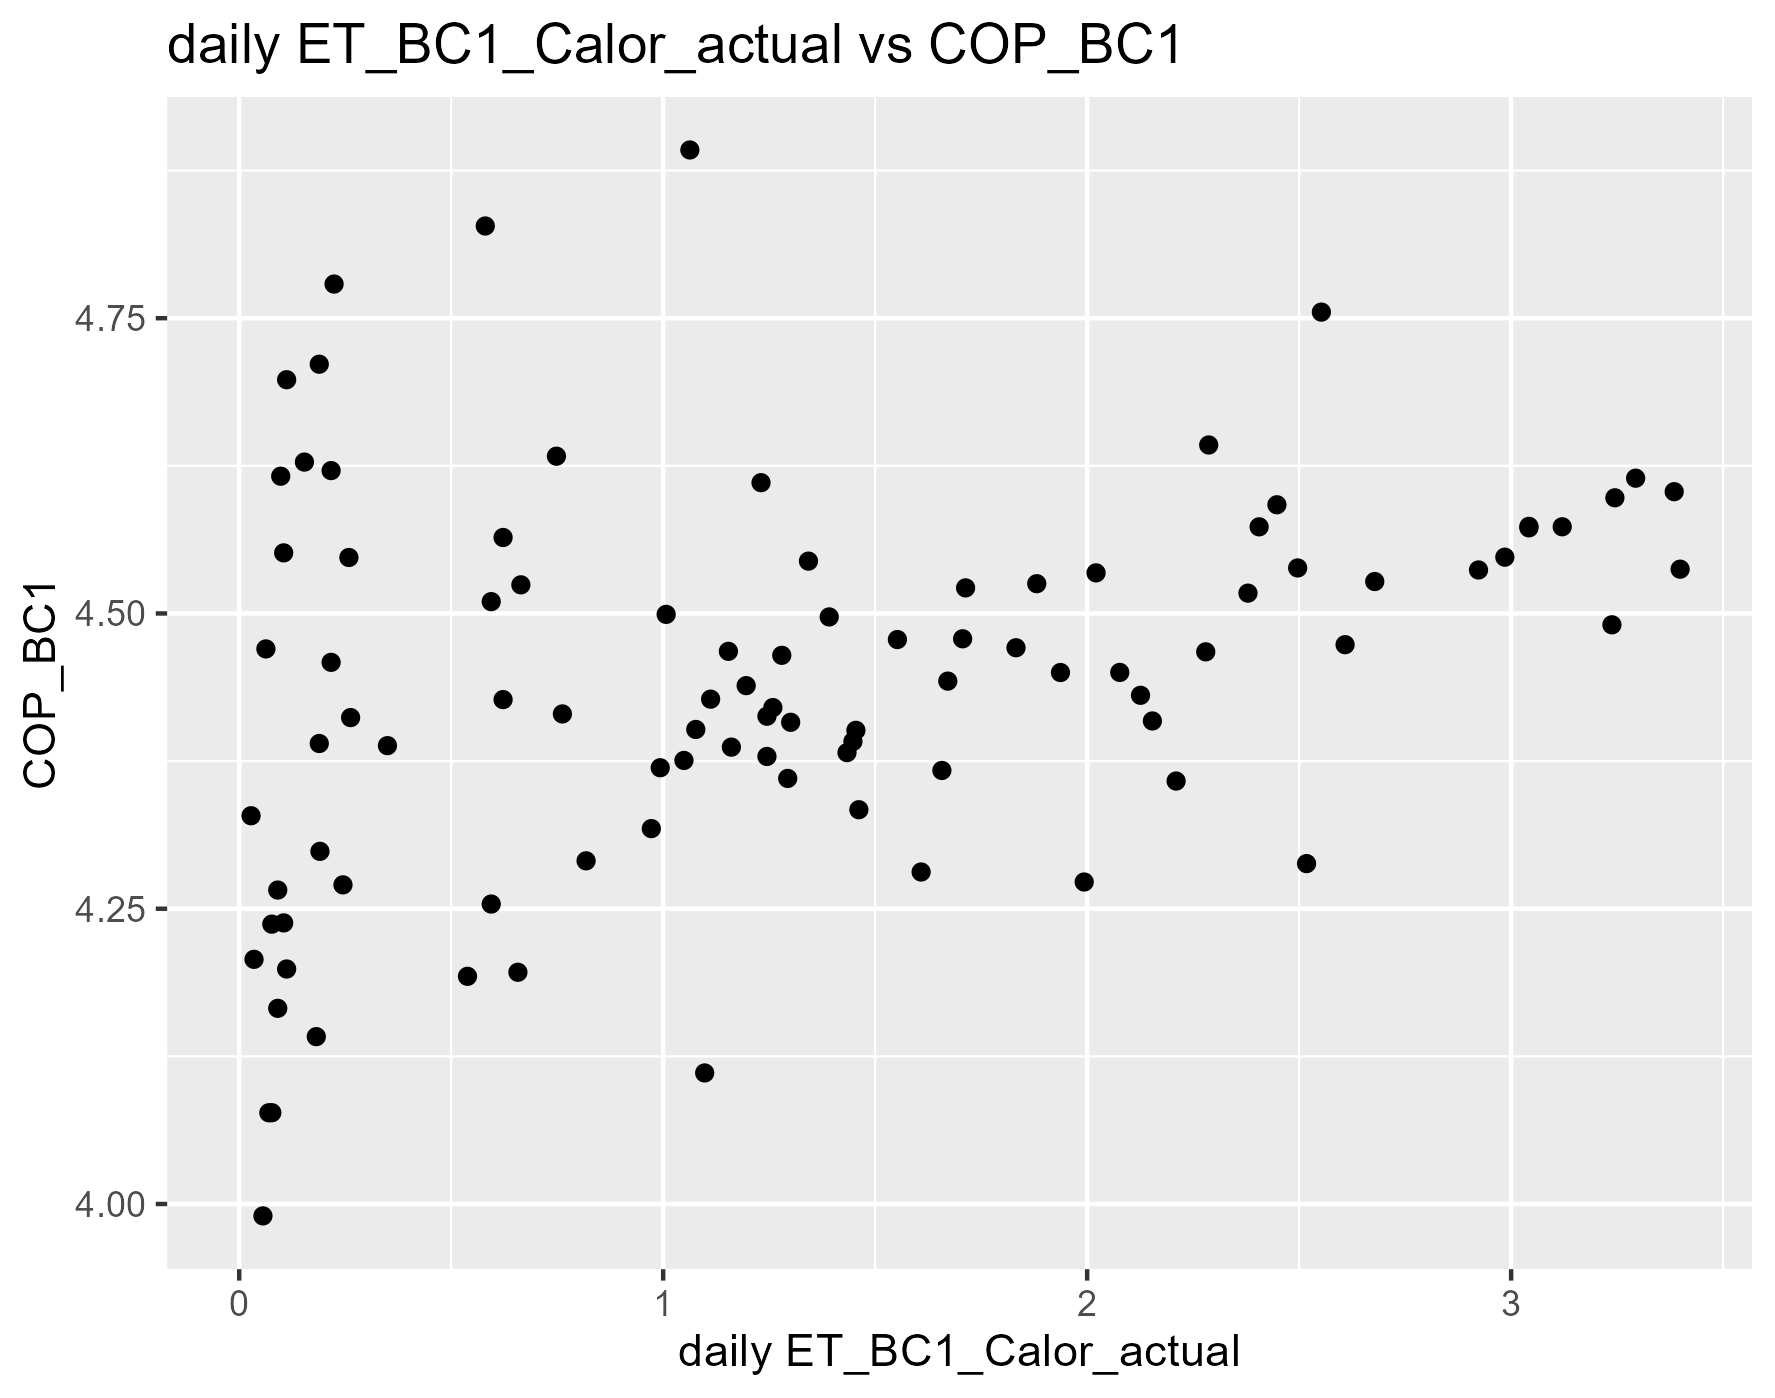 daily ET_BC1_Calor_actual vs COP_BC1
COP_BC1
4.75
4.50
4.25
4.00
0 1 2 3
daily ET_BC1_Calor_actual